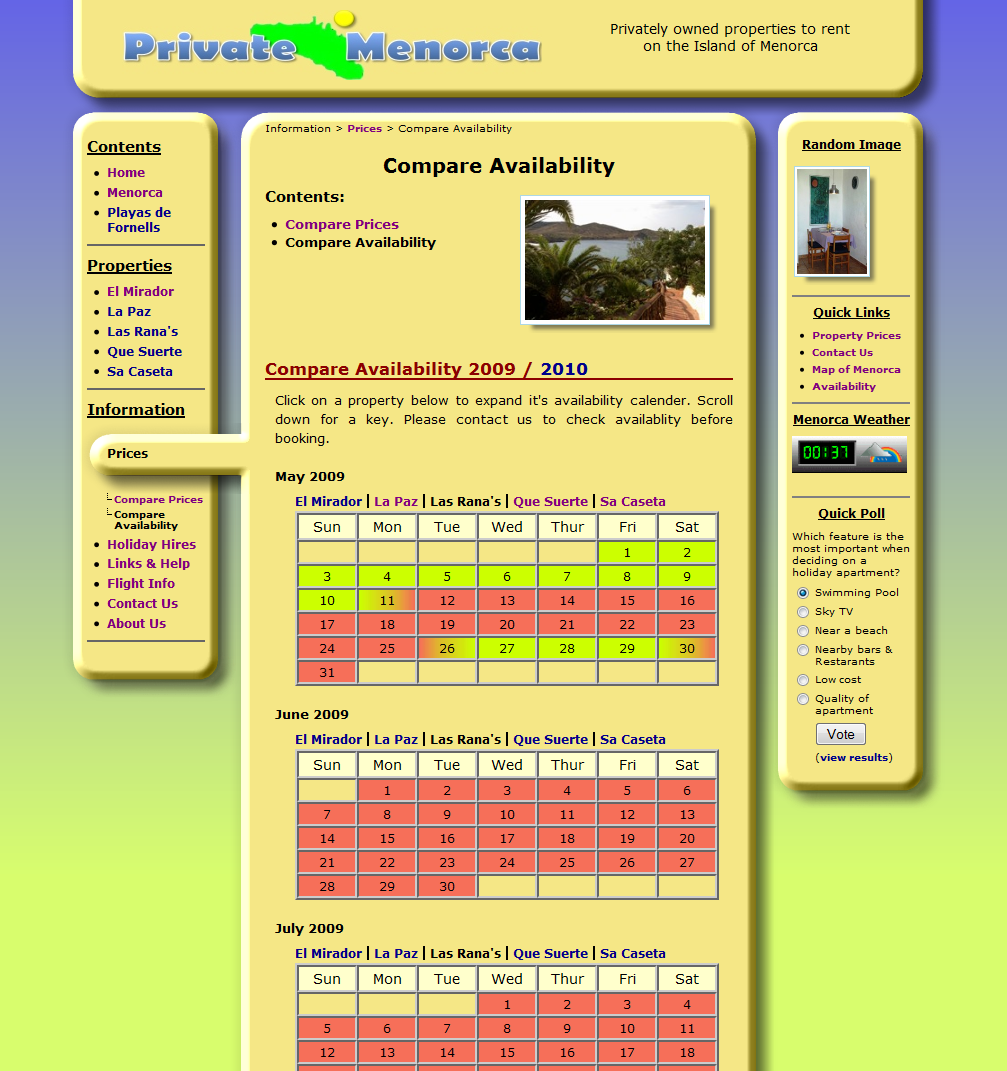 Private Menorca
Privately owned properties to rent
on the Island of Menorca
Contents
Home
Menorca
Playas de
Fornells
Properties
El Mirador
La Paz
Las Rana's
Que Suerte
Sa Caseta
Information
Prices
Compare Prices
Compare
Availability
Holiday Hires
Links & Help
Flight Info
Contact Us
About Us
Information > Prices > Compare Availability
Compare Availability
Contents:
Compare Prices
Compare Availability
Compare Availability 2009 / 2010
Click on a property below to expand it's availability calender. Scroll
down for a key. Please contact us to check availablity before
booking.
May 2009
El Mirador | La Paz | Las Rana's | Que Suerte | Sa Caseta
Sun Mon Tue Wed Thur Fri Sat
1 2
3 4 5 6 7 8 9
10 11 12 13 14 15 16
17 18 19 20 21 22 23
24 25 26 27 28 29 30
31
June 2009
El Mirador | La Paz | Las Rana's | Que Suerte | Sa Caseta
Sun Mon Tue Wed Thur Fri Sat
1 2 3 4 5 6
7 8 9 10 11 12 13
14 15 16 17 18 19 20
21 22 23 24 25 26 27
28 29 30
July 2009
El Mirador | La Paz | Las Rana's | Que Suerte | Sa Caseta
Sun Mon Tue Wed Thur Fri Sat
1 2 3 4
5 6 7 8 9 10 11
12 13 14 15 16 17 18
Random Image
Quick Links
Property Prices
Contact Us
Map of Menorca
Availability
Menorca Weather
00:37
Quick Poll
Which feature is the
most important when
deciding on a
holiday apartment?
Swimming Pool
Sky TV
Near a beach
Nearby bars &
Restarants
Low cost
Quality of
apartment
Vote
(view results)